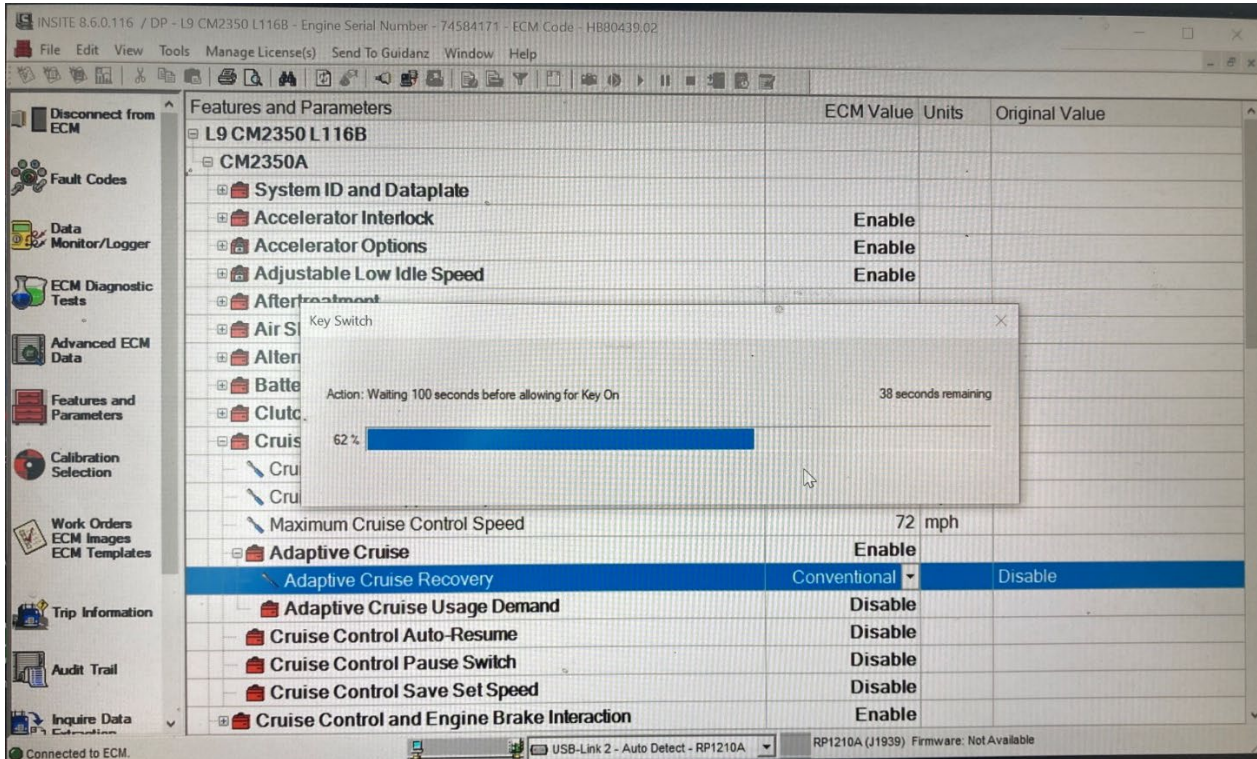 INSITE 8.6.0.116 / DP - L9 CM2350 L116B - Engine Serial Number - 74584171 - ECM Code - HB80439.02
File Edit View Tools Manage License(s) Send To Guidanz Window Help
Disconnect from
ECM
Fault Codes
Data
Monitor/Logger
ECM Diagnostic
Tests
Advanced ECM
Data
Features and
Parameters
Calibration
Selection
Work Orders
ECM Images
ECM Templates
Trip Information
Audit Trail
Inquire Data
Features and Parameters ECM Value Units Original Value
L9 CM2350 L116B
CM2350A
System ID and Dataplate
Accelerator Interlock Enable
Accelerator Options Enable
Adjustable Low Idle Speed Enable
Aftertreatment
Air S
Alter
Batte
Clutc
Cruis
Cru
Cru
Key Switch
Action: Waiting 100 seconds before allowing for Key On 38 seconds remaining
62 %
Maximum Cruise Control Speed 72 mph
Adaptive Cruise Enable
Adaptive Cruise Recovery Conventional Disable
Adaptive Cruise Usage Demand Disable
Cruise Control Auto-Resume Disable
Cruise Control Pause Switch Disable
Cruise Control Save Set Speed Disable
Cruise Control and Engine Brake Interaction Enable
Connected to ECM. USB-Link 2 - Auto Detect - RP1210A RP1210A (J1939) Firmware: Not Available